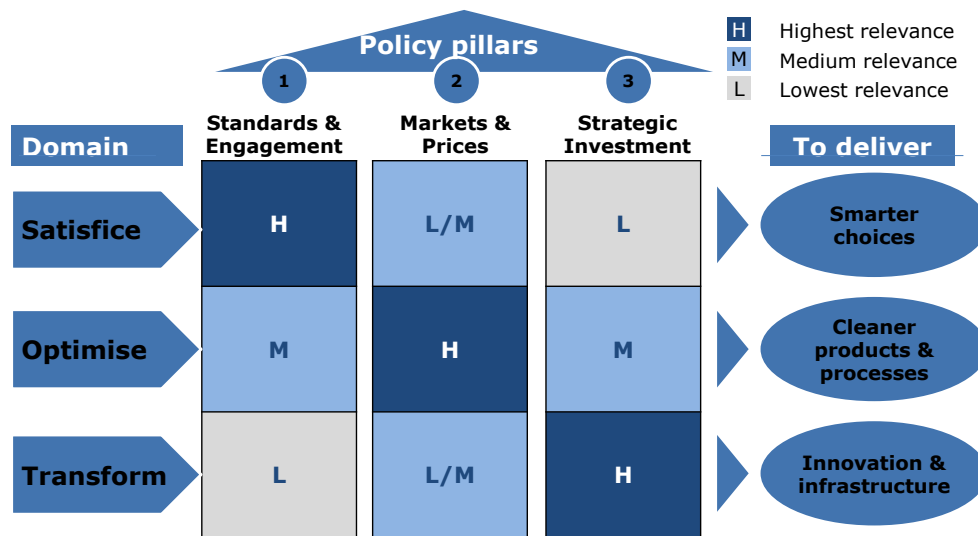 Policy pillars
1
2
3
H Highest relevance
M Medium relevance
L Lowest relevance
Domain
Standards &
Engagement
Markets &
Prices
Strategic
Investment
To deliver
Satisfice
H
L/M
L
Smarter
choices
Optimise
M
H
M
Cleaner
products &
processes
Transform
L
L/M
H
Innovation &
infrastructure